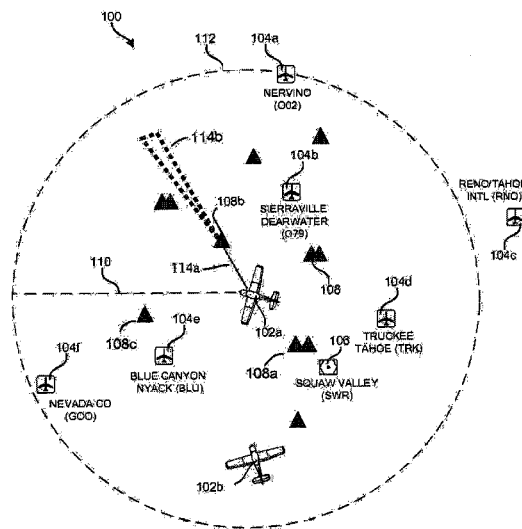 100
112
104a
NERVINO
(O02)
114b
104b
108b
SIERRAVILLE
DEARWATER
(O79)
RENO/TAHOE
INTL (RNO)
104c
114a
108
110
102a
104d
108c
104e
TRUCKEE
TAHOE (TRK)
104f
106
108a
BLUE CANYON
NYACK (BLU)
SQUAW VALLEY
(SWR)
NEVADA CO
(GOO)
102b